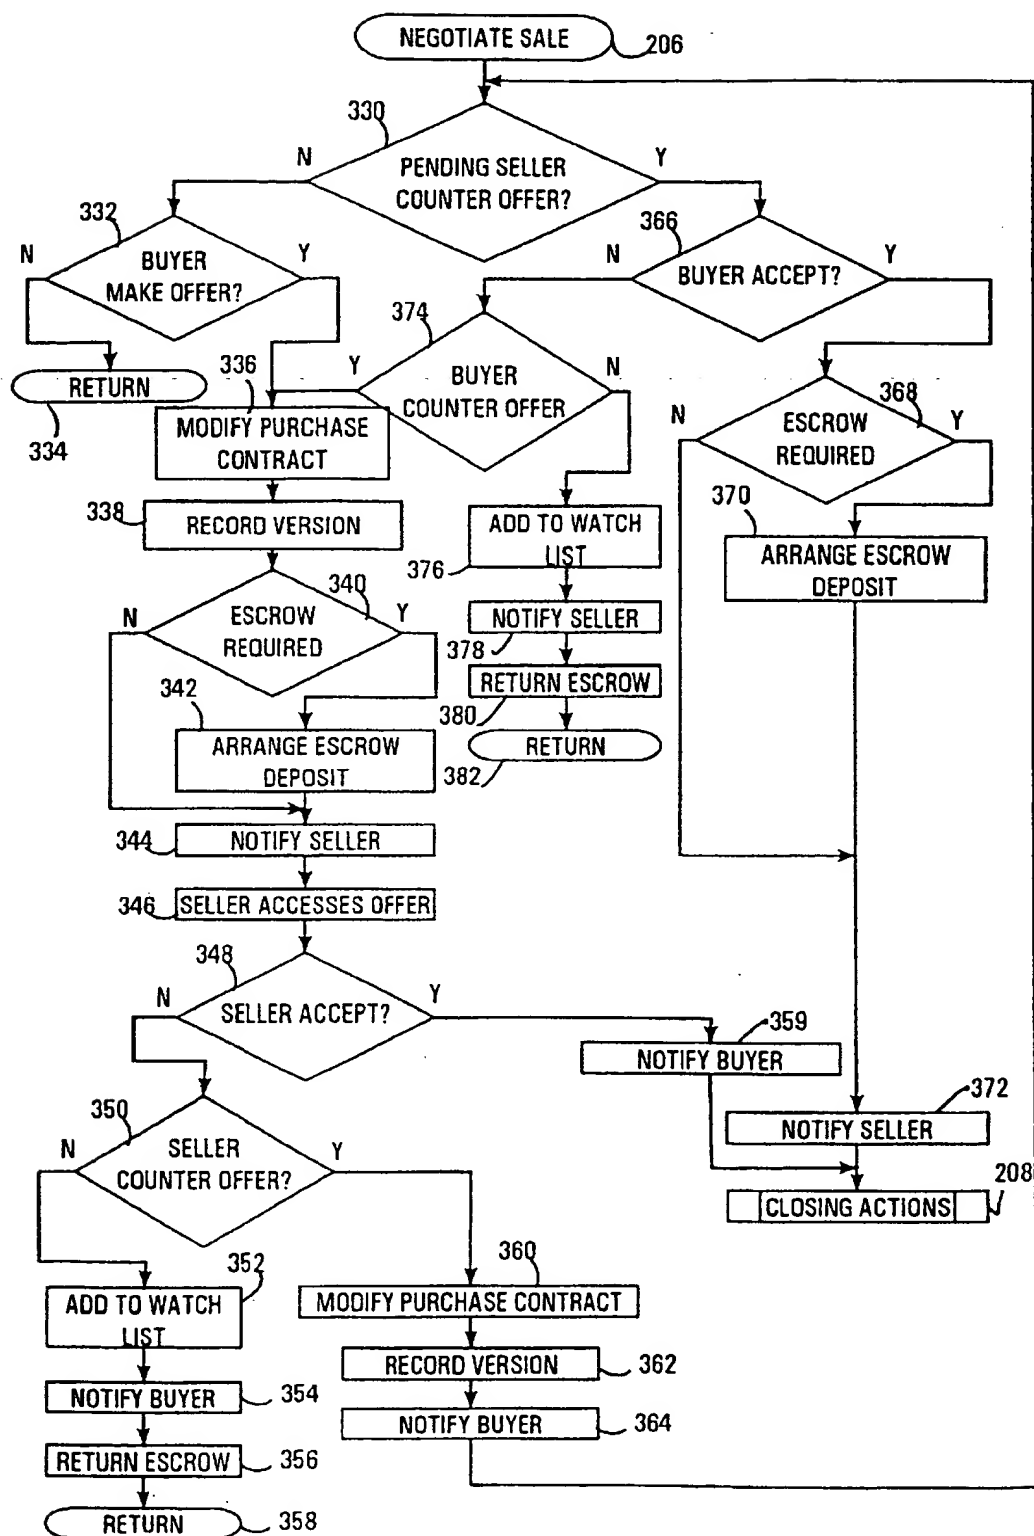 NEGOTIATE SALE
206
330
N
Y
PENDING SELLER
COUNTER OFFER?
332
N
Y
BUYER
MAKE OFFER?
366
N
Y
BUYER ACCEPT?
374
Y
N
BUYER
COUNTER OFFER
RETURN
334
336
MODIFY PURCHASE
CONTRACT
368
N
Y
ESCROW
REQUIRED
338
RECORD VERSION
370
ARRANGE ESCROW
DEPOSIT
ADD TO WATCH
LIST
376
340
N
Y
ESCROW
REQUIRED
NOTIFY SELLER
378
RETURN ESCROW
380
342
ARRANGE ESCROW
DEPOSIT
RETURN
382
344
NOTIFY SELLER
346
SELLER ACCESSES OFFER
348
N
Y
SELLER ACCEPT?
359
NOTIFY BUYER
372
NOTIFY SELLER
350
N
Y
SELLER
COUNTER OFFER?
208
CLOSING ACTIONS
352
ADD TO WATCH
LIST
360
MODIFY PURCHASE CONTRACT
RECORD VERSION
362
NOTIFY BUYER
354
NOTIFY BUYER
364
RETURN ESCROW
356
RETURN
358